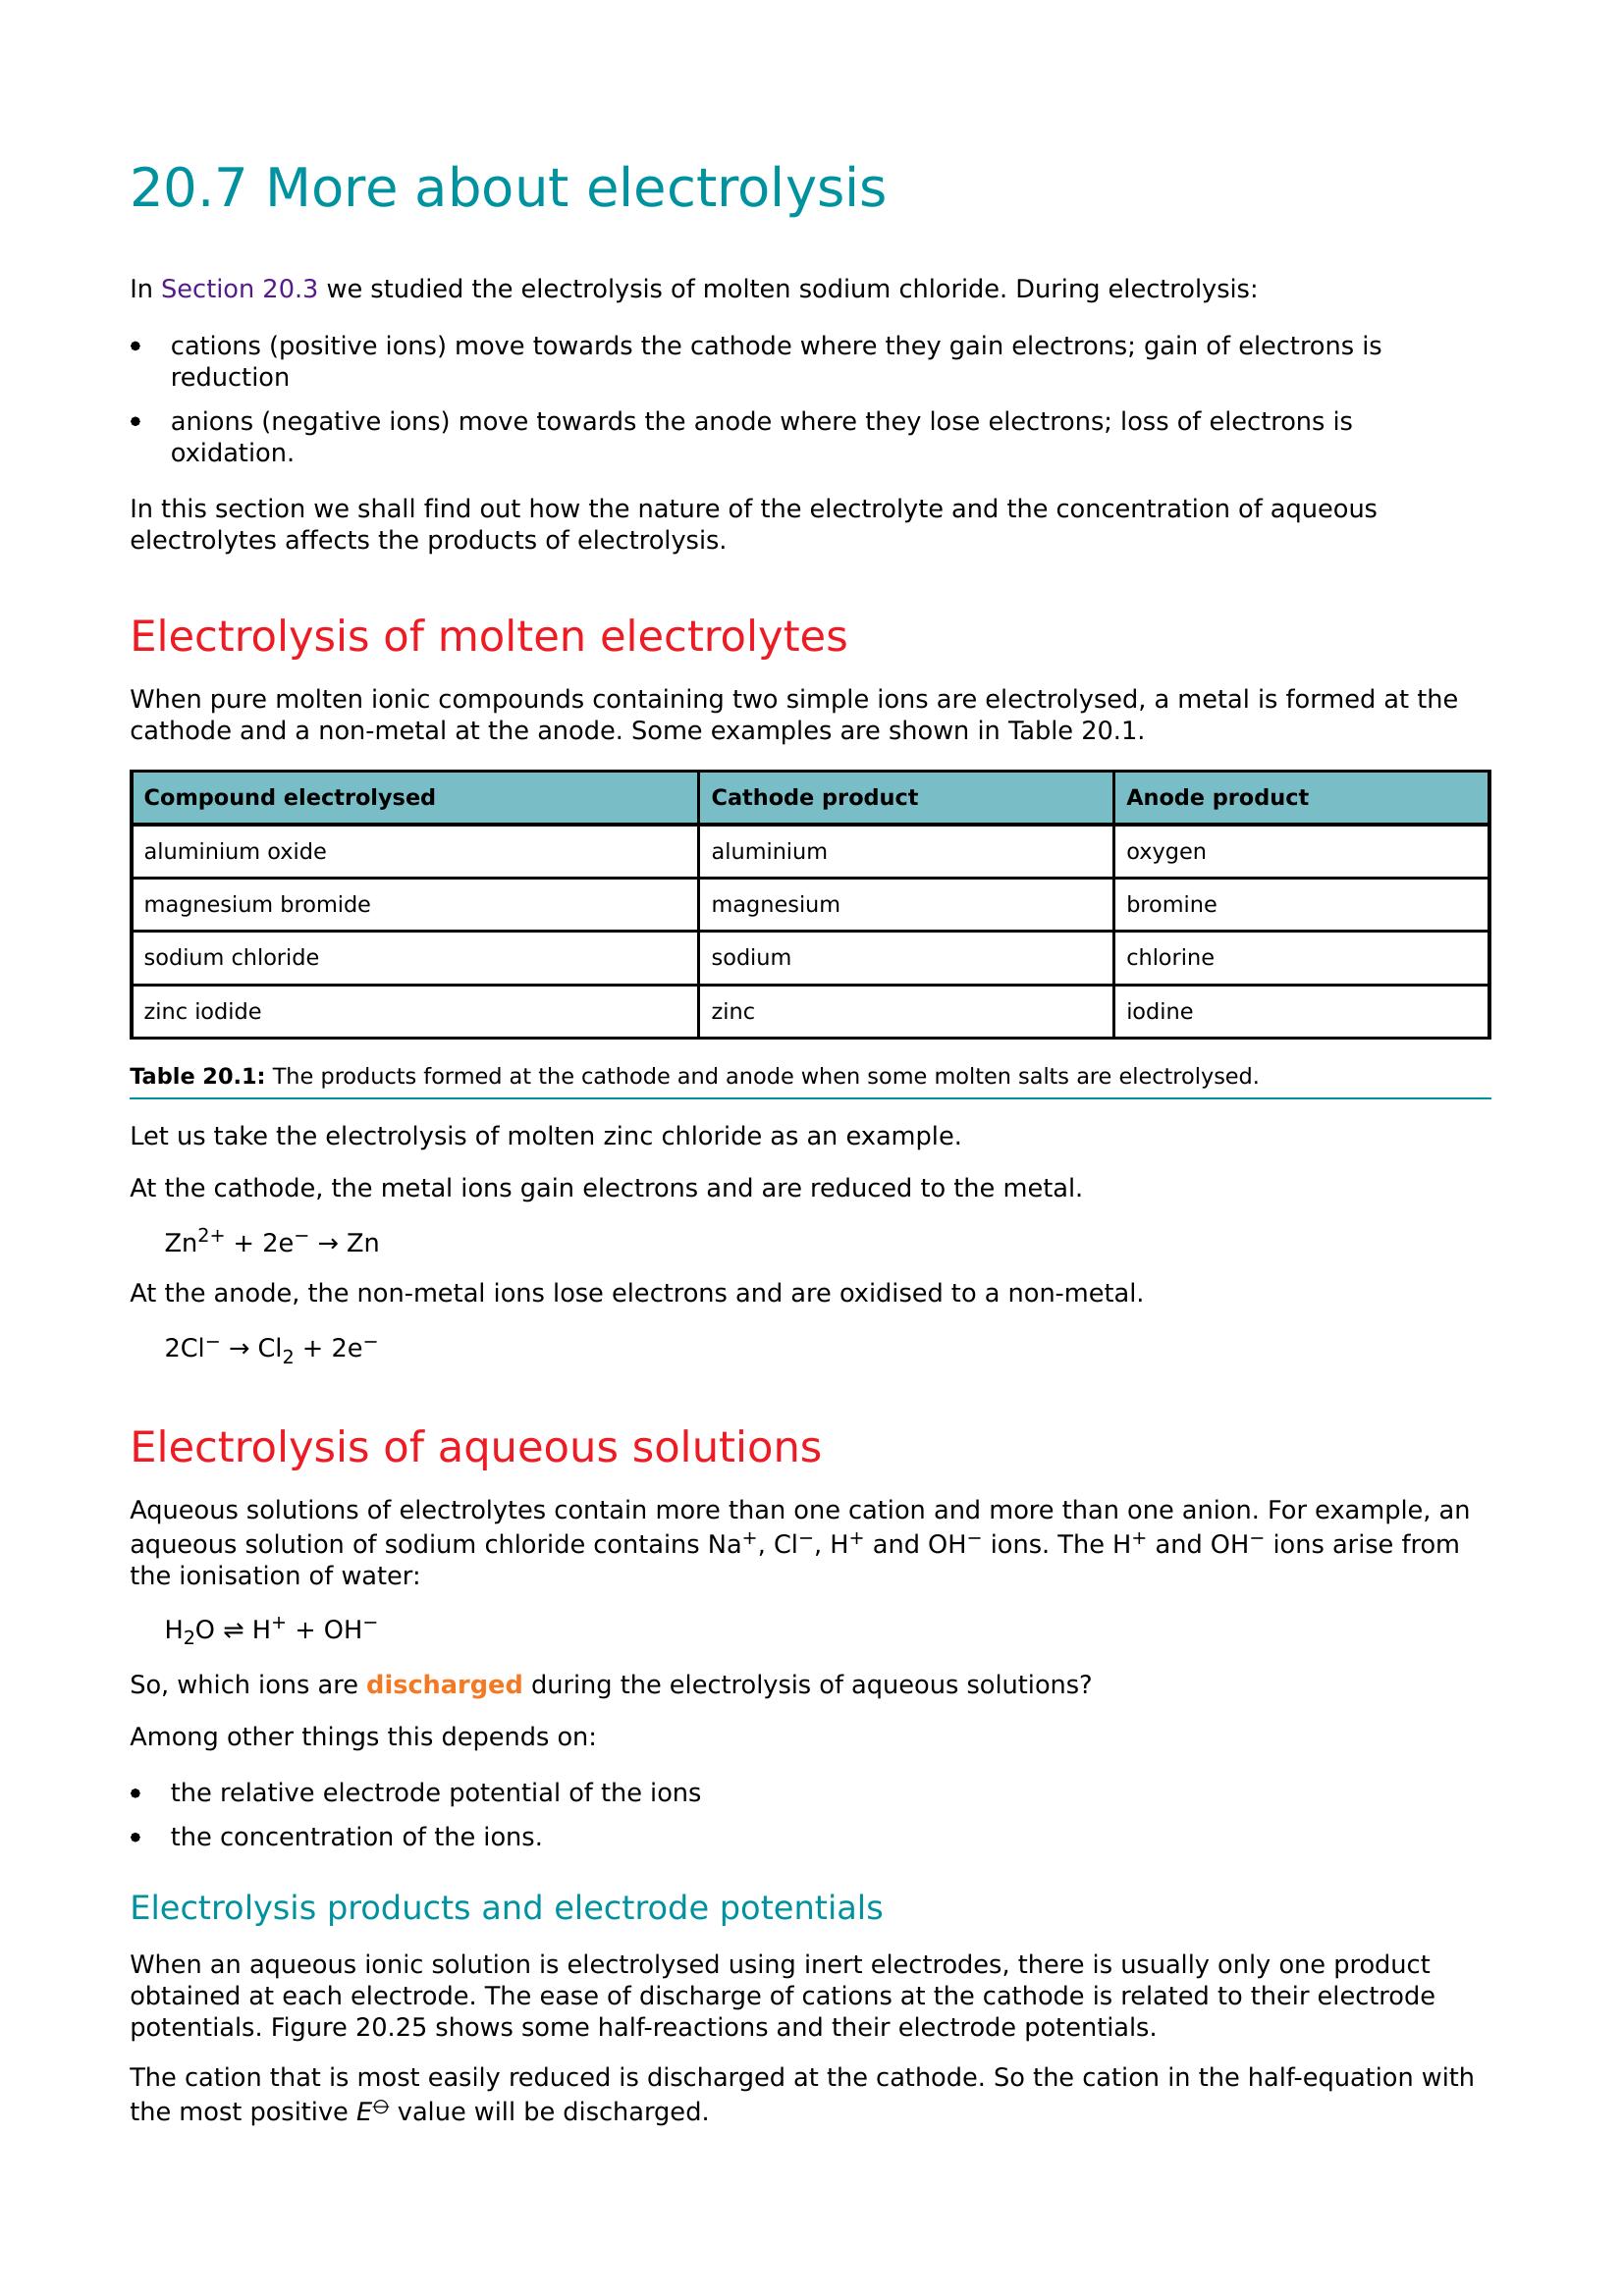 20.7 More about electrolysis
In Section 20.3 we studied the electrolysis of molten sodium chloride. During electrolysis:
• cations (positive ions) move towards the cathode where they gain electrons; gain of electrons is
reduction
• anions (negative ions) move towards the anode where they lose electrons; loss of electrons is
oxidation.
In this section we shall find out how the nature of the electrolyte and the concentration of aqueous
electrolytes affects the products of electrolysis.
Electrolysis of molten electrolytes
When pure molten ionic compounds containing two simple ions are electrolysed, a metal is formed at the
cathode and a non-metal at the anode. Some examples are shown in Table 20.1.
Compound electrolysed Cathode product Anode product
aluminium oxide aluminium oxygen
magnesium bromide magnesium bromine
sodium chloride sodium chlorine
zinc iodide zinc iodine
Table 20.1: The products formed at the cathode and anode when some molten salts are electrolysed.
Let us take the electrolysis of molten zinc chloride as an example.
At the cathode, the metal ions gain electrons and are reduced to the metal.
Zn²⁺ + 2e⁻ → Zn
At the anode, the non-metal ions lose electrons and are oxidised to a non-metal.
2Cl⁻ → Cl₂ + 2e⁻
Electrolysis of aqueous solutions
Aqueous solutions of electrolytes contain more than one cation and more than one anion. For example, an
aqueous solution of sodium chloride contains Na⁺, Cl⁻, H⁺ and OH⁻ ions. The H⁺ and OH⁻ ions arise from
the ionisation of water:
H₂O ⇌ H⁺ + OH⁻
So, which ions are discharged during the electrolysis of aqueous solutions?
Among other things this depends on:
• the relative electrode potential of the ions
• the concentration of the ions.
Electrolysis products and electrode potentials
When an aqueous ionic solution is electrolysed using inert electrodes, there is usually only one product
obtained at each electrode. The ease of discharge of cations at the cathode is related to their electrode
potentials. Figure 20.25 shows some half-reactions and their electrode potentials.
The cation that is most easily reduced is discharged at the cathode. So the cation in the half-equation with
the most positive E⊖ value will be discharged.